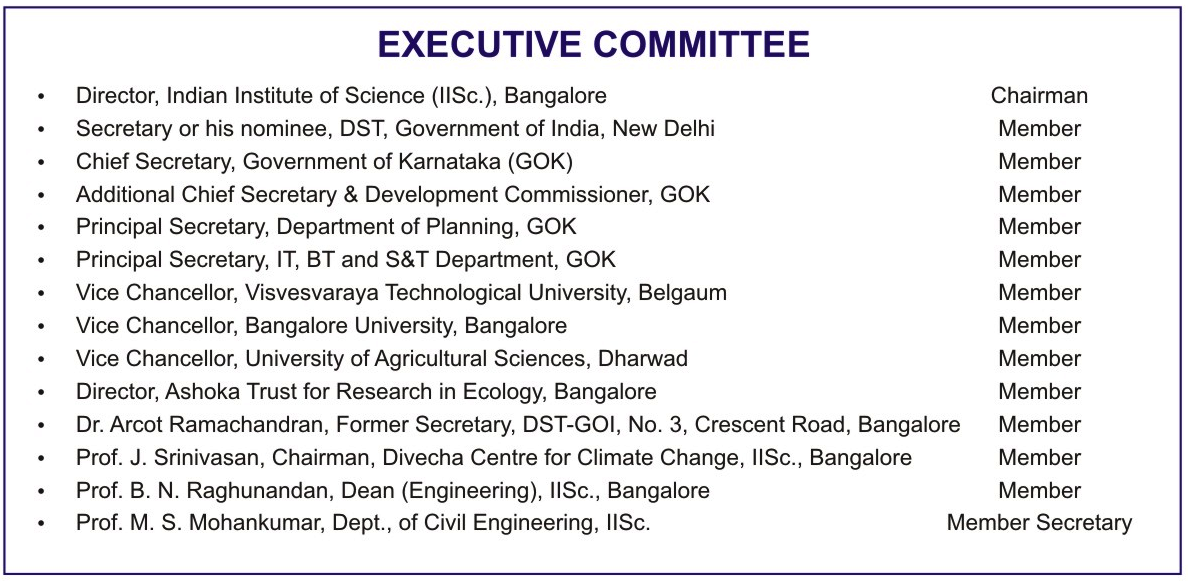 EXECUTIVE COMMITTEE
• Director, Indian Institute of Science (IISc.), Bangalore Chairman
• Secretary or his nominee, DST, Government of India, New Delhi Member
• Chief Secretary, Government of Karnataka (GOK) Member
• Additional Chief Secretary & Development Commissioner, GOK Member
• Principal Secretary, Department of Planning, GOK Member
• Principal Secretary, IT, BT and S&T Department, GOK Member
• Vice Chancellor, Visvesvaraya Technological University, Belgaum Member
• Vice Chancellor, Bangalore University, Bangalore Member
• Vice Chancellor, University of Agricultural Sciences, Dharwad Member
• Director, Ashoka Trust for Research in Ecology, Bangalore Member
• Dr. Arcot Ramachandran, Former Secretary, DST-GOI, No. 3, Crescent Road, Bangalore Member
• Prof. J. Srinivasan, Chairman, Divecha Centre for Climate Change, IISc., Bangalore Member
• Prof. B. N. Raghunandan, Dean (Engineering), IISc., Bangalore Member
• Prof. M. S. Mohankumar, Dept., of Civil Engineering, IISc. Member Secretary